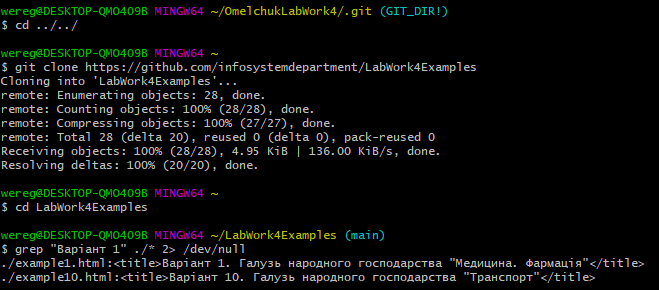 wereg@DESKTOP-QMO4O9B MINGW64 ~/OmelchukLabWork4/.git (GIT_DIR!)
$ cd ../../
wereg@DESKTOP-QMO4O9B MINGW64 ~
$ git clone https://github.com/infosystemdepartment/LabWork4Examples
Cloning into 'LabWork4Examples'...
remote: Enumerating objects: 28, done.
remote: Counting objects: 100% (28/28), done.
remote: Compressing objects: 100% (27/27), done.
remote: Total 28 (delta 20), reused 0 (delta 0), pack-reused 0
Receiving objects: 100% (28/28), 4.95 KiB | 136.00 KiB/s, done.
Resolving deltas: 100% (20/20), done.
wereg@DESKTOP-QMO4O9B MINGW64 ~
$ cd LabWork4Examples
wereg@DESKTOP-QMO4O9B MINGW64 ~/LabWork4Examples (main)
$ grep "Варіант 1" ./* 2> /dev/null
./example1.html:<title>Варіант 1. Галузь народного господарства "Медицина. Фармація"</title>
./example10.html:<title>Варіант 10. Галузь народного господарства "Транспорт"</title>